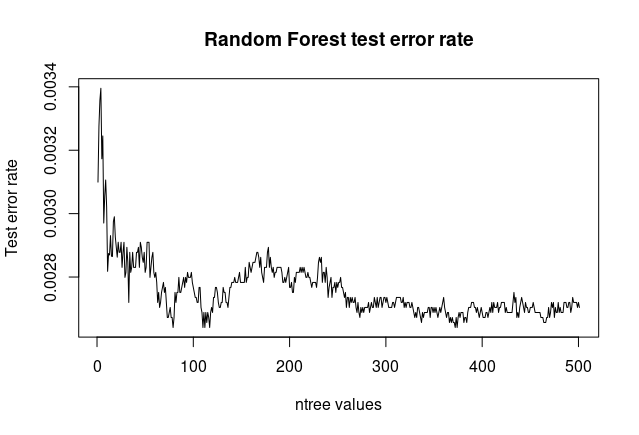 Random Forest test error rate
Test error rate
0.0034
0.0032
0.0030
0.0028
0 100 200 300 400 500
ntree values